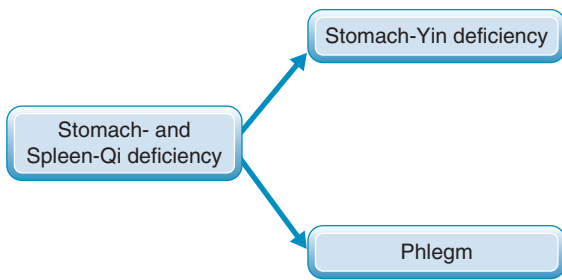 Stomach-Yin deficiency
Stomach- and
Spleen-Qi deficiency
Phlegm